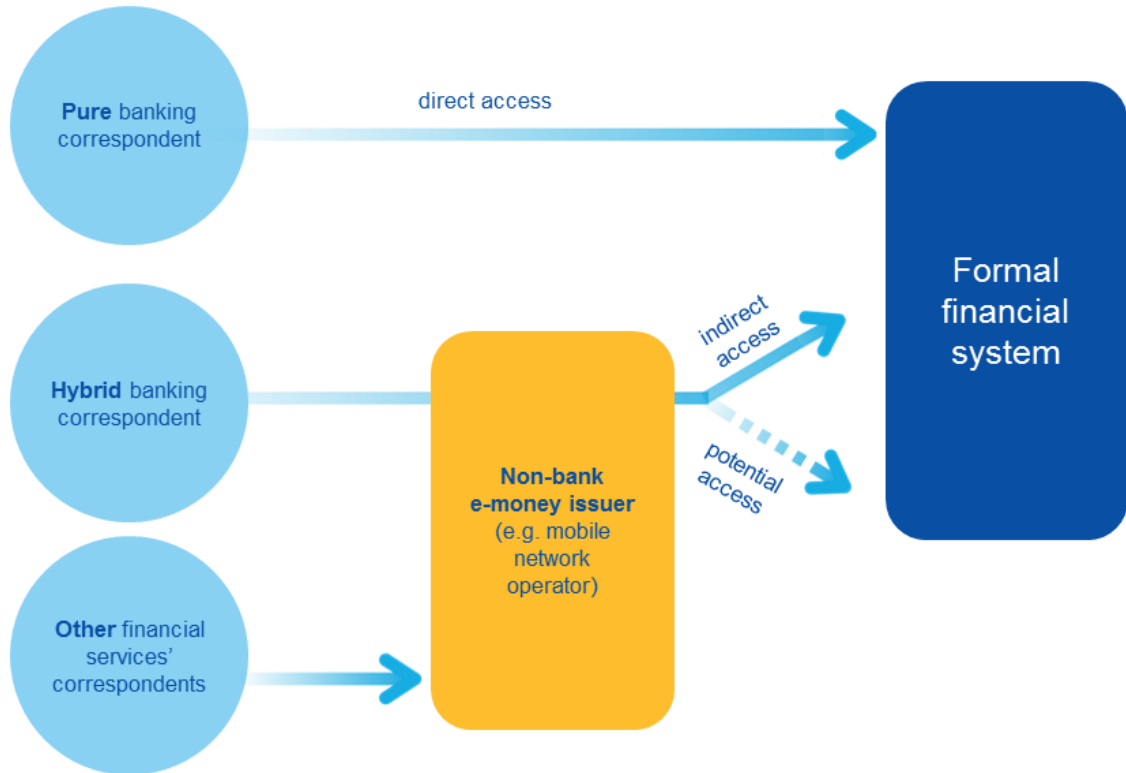 Pure banking
correspondent
direct access
Formal
financial
system
Hybrid banking
correspondent
indirect
access
potential
access
Non-bank
e-money issuer
(e.g. mobile
network
operator)
Other financial
services’
correspondents